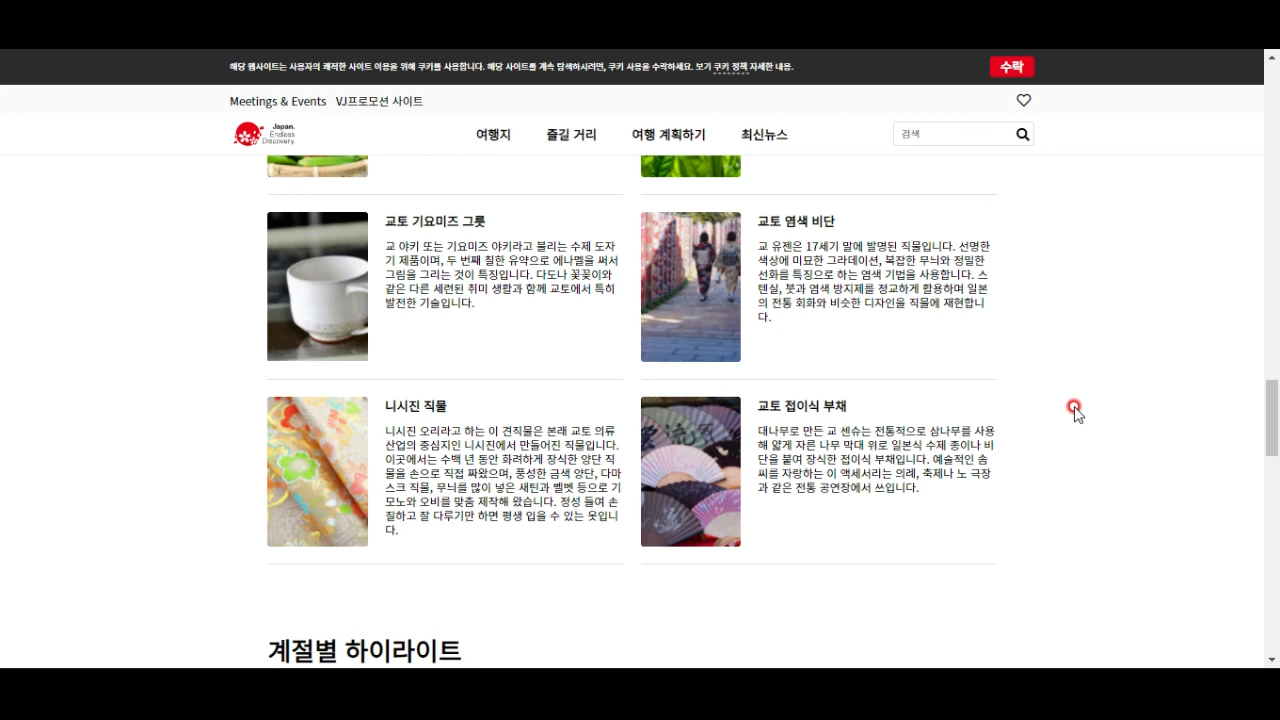 해당 웹사이트는 사용자의 쾌적한 사이트 이용을 위해 쿠키를 사용합니다. 해당 사이트를 계속 탐색하시려면, 쿠키 사용을 수락하세요. 보기 쿠키 정책 자세한 내용.
수락
Meetings & Events VJ프로모션 사이트
Japan.
Endless
Discovery.
여행지 즐길 거리 여행 계획하기 최신뉴스
검색
교토 기요미즈 그릇
교 야키 또는 기요미즈 야키라고 불리는 수제 도자
기 제품이며, 두 번째 칠한 유약으로 에나멜을 써서
그림을 그리는 것이 특징입니다. 다도나 꽃꽂이와
같은 다른 세련된 취미 생활과 함께 교토에서 특히
발전한 기술입니다.
교토 염색 비단
교 유젠은 17세기 말에 발명된 직물입니다. 선명한
색상에 미묘한 그라데이션, 복잡한 무늬와 정밀한
선화를 특징으로 하는 염색 기법을 사용합니다. 스
텐실, 붓과 염색 방지제를 정교하게 활용하며 일본
의 전통 회화와 비슷한 디자인을 직물에 재현합니
다.
니시진 직물
니시진 오리라고 하는 이 견직물은 본래 교토 의류
산업의 중심지인 니시진에서 만들어진 직물입니다.
이곳에서는 수백 년 동안 화려하게 장식한 양단 직
물을 손으로 직접 짜왔으며, 풍성한 금색 양단, 다마
스크 직물, 무늬를 많이 넣은 새틴과 벨벳 등으로 기
모노와 오비를 맞춤 제작해 왔습니다. 정성 들여 손
질하고 잘 다루기만 하면 평생 입을 수 있는 옷입니
다.
교토 접이식 부채
대나무로 만든 교 센슈는 전통적으로 삼나무를 사용
해 얇게 자른 나무 막대 위로 일본식 수제 종이나 비
단을 붙여 장식한 접이식 부채입니다. 예술적인 솜
씨를 자랑하는 이 액세서리는 의례, 축제나 노 극장
과 같은 전통 공연장에서 쓰입니다.
계절별 하이라이트